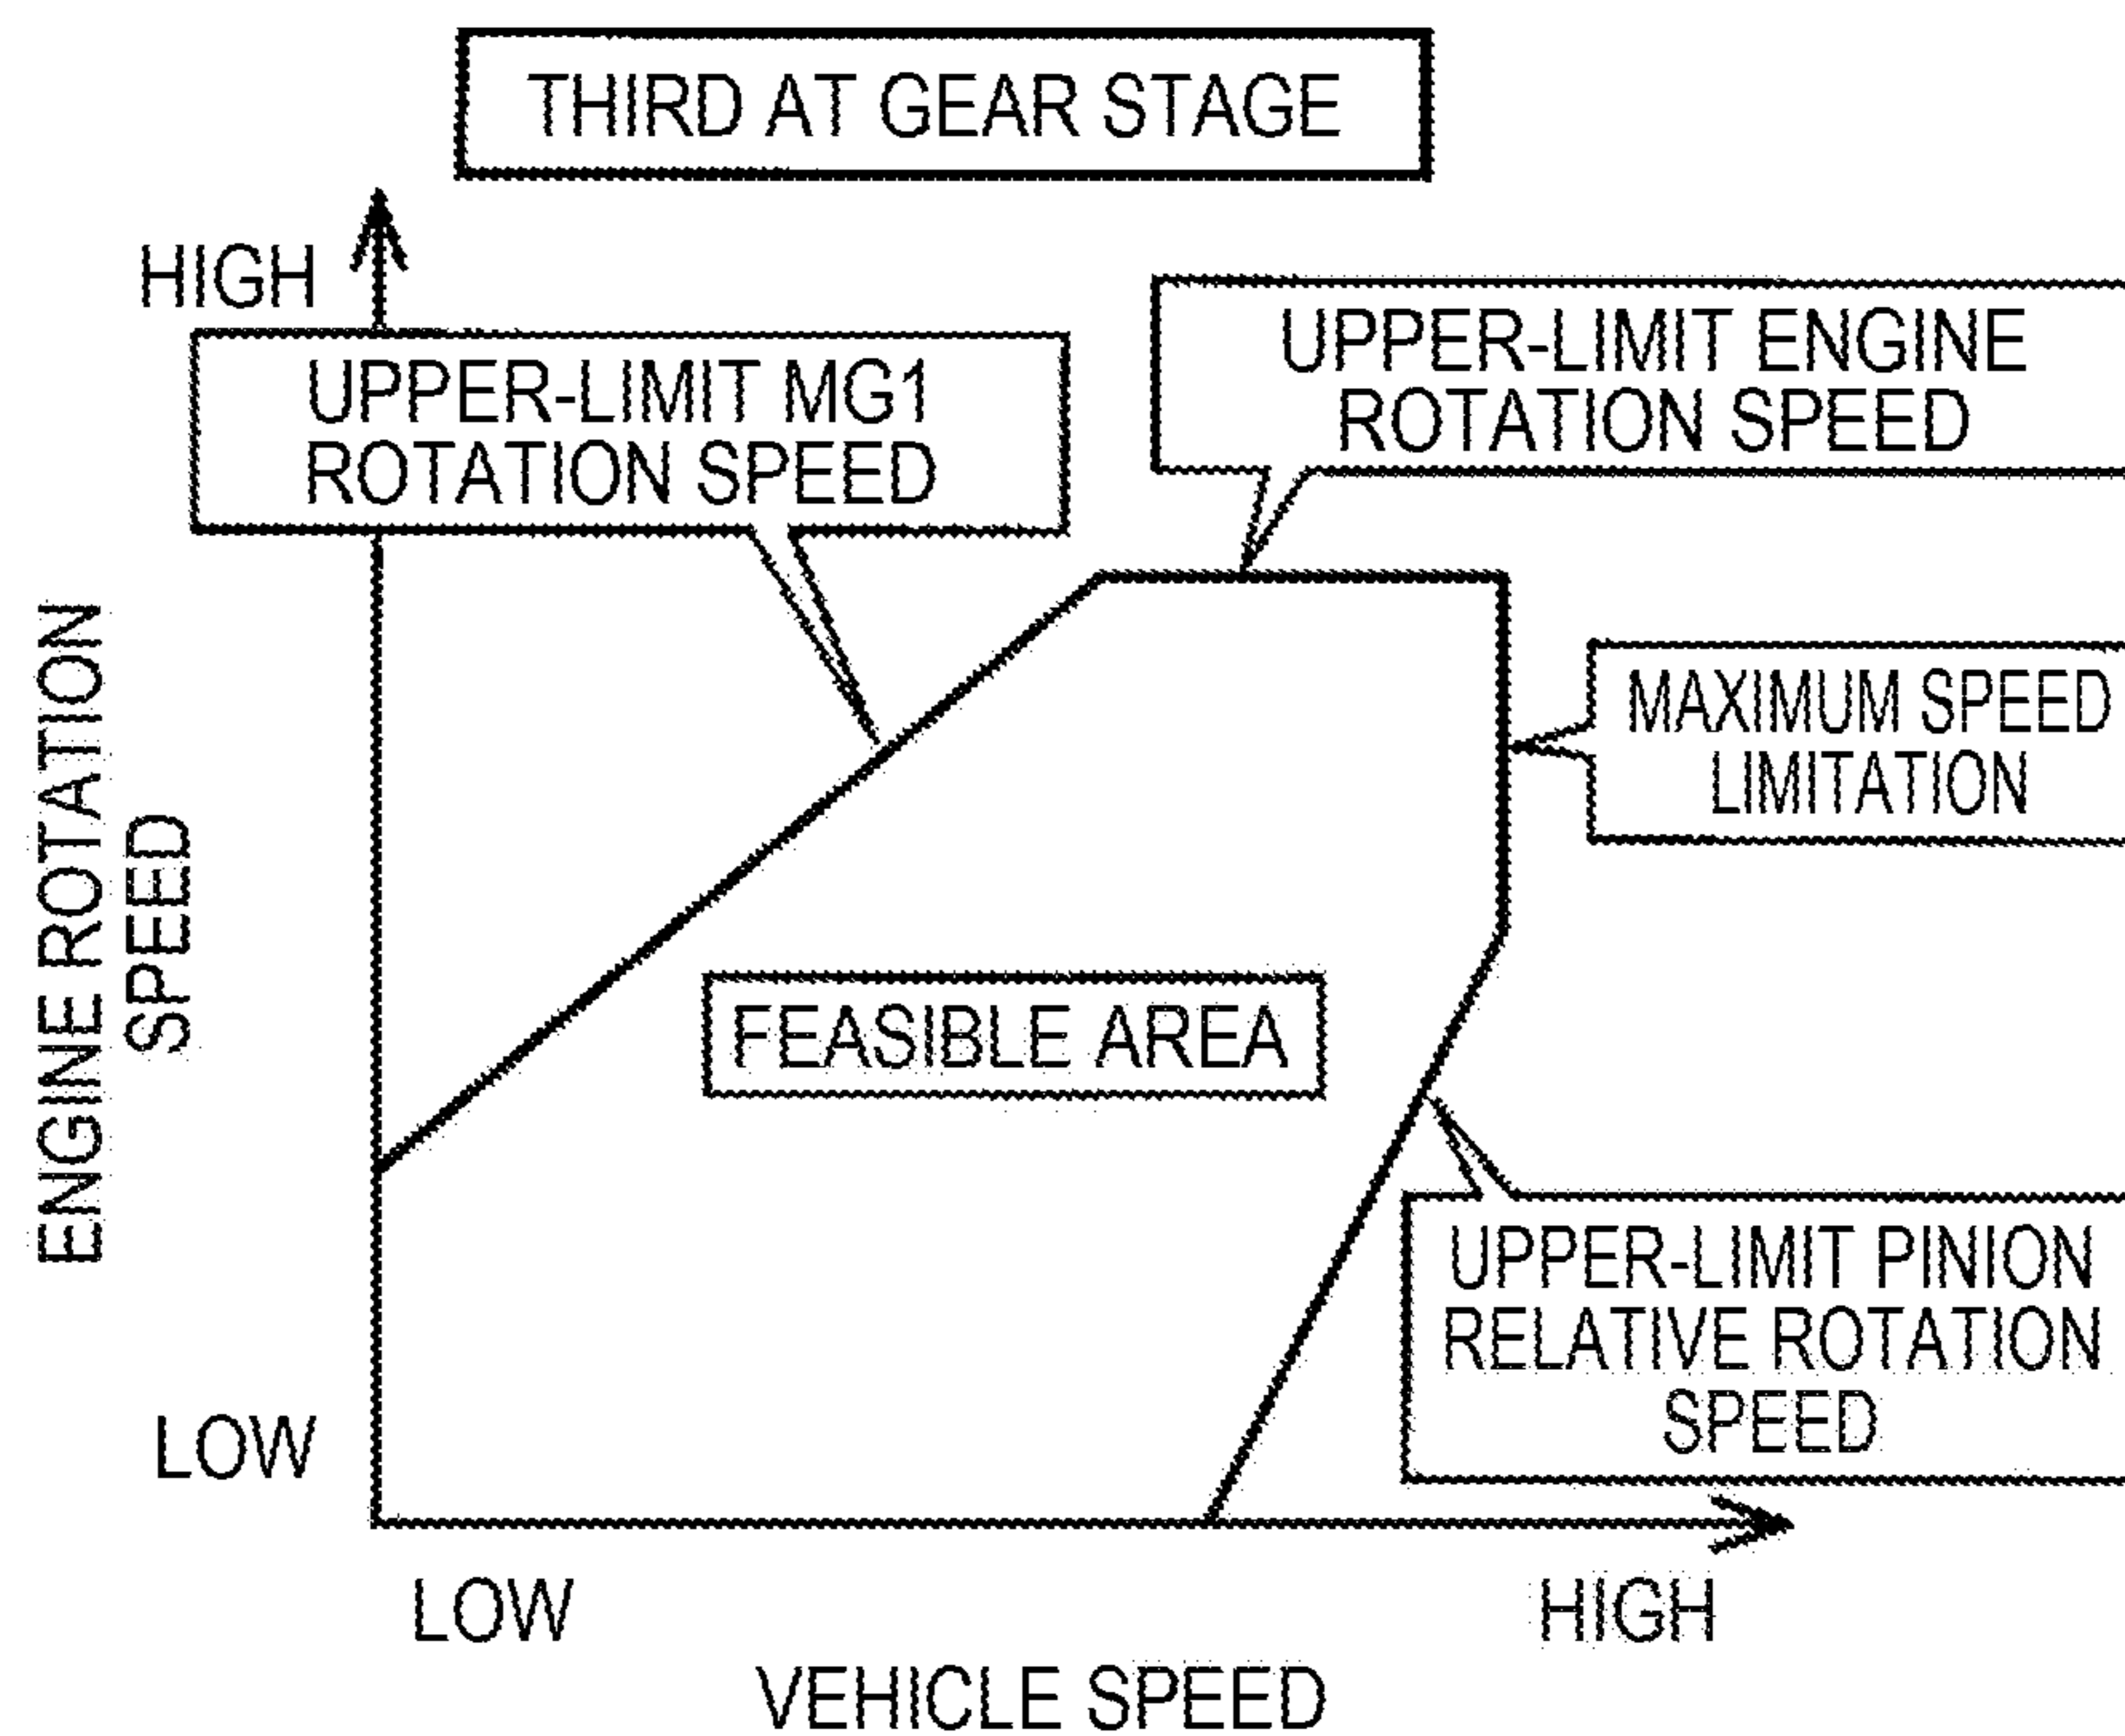 THIRD AT GEAR STAGE
HIGH
UPPER-LIMIT MG1
ROTATION SPEED
UPPER-LIMIT ENGINE
ROTATION SPEED
MAXIMUM SPEED
LIMITATION
ENGINE ROTATION
SPEED
FEASIBLE AREA
UPPER-LIMIT PINION
RELATIVE ROTATION
SPEED
LOW
LOW
HIGH
VEHICLE SPEED